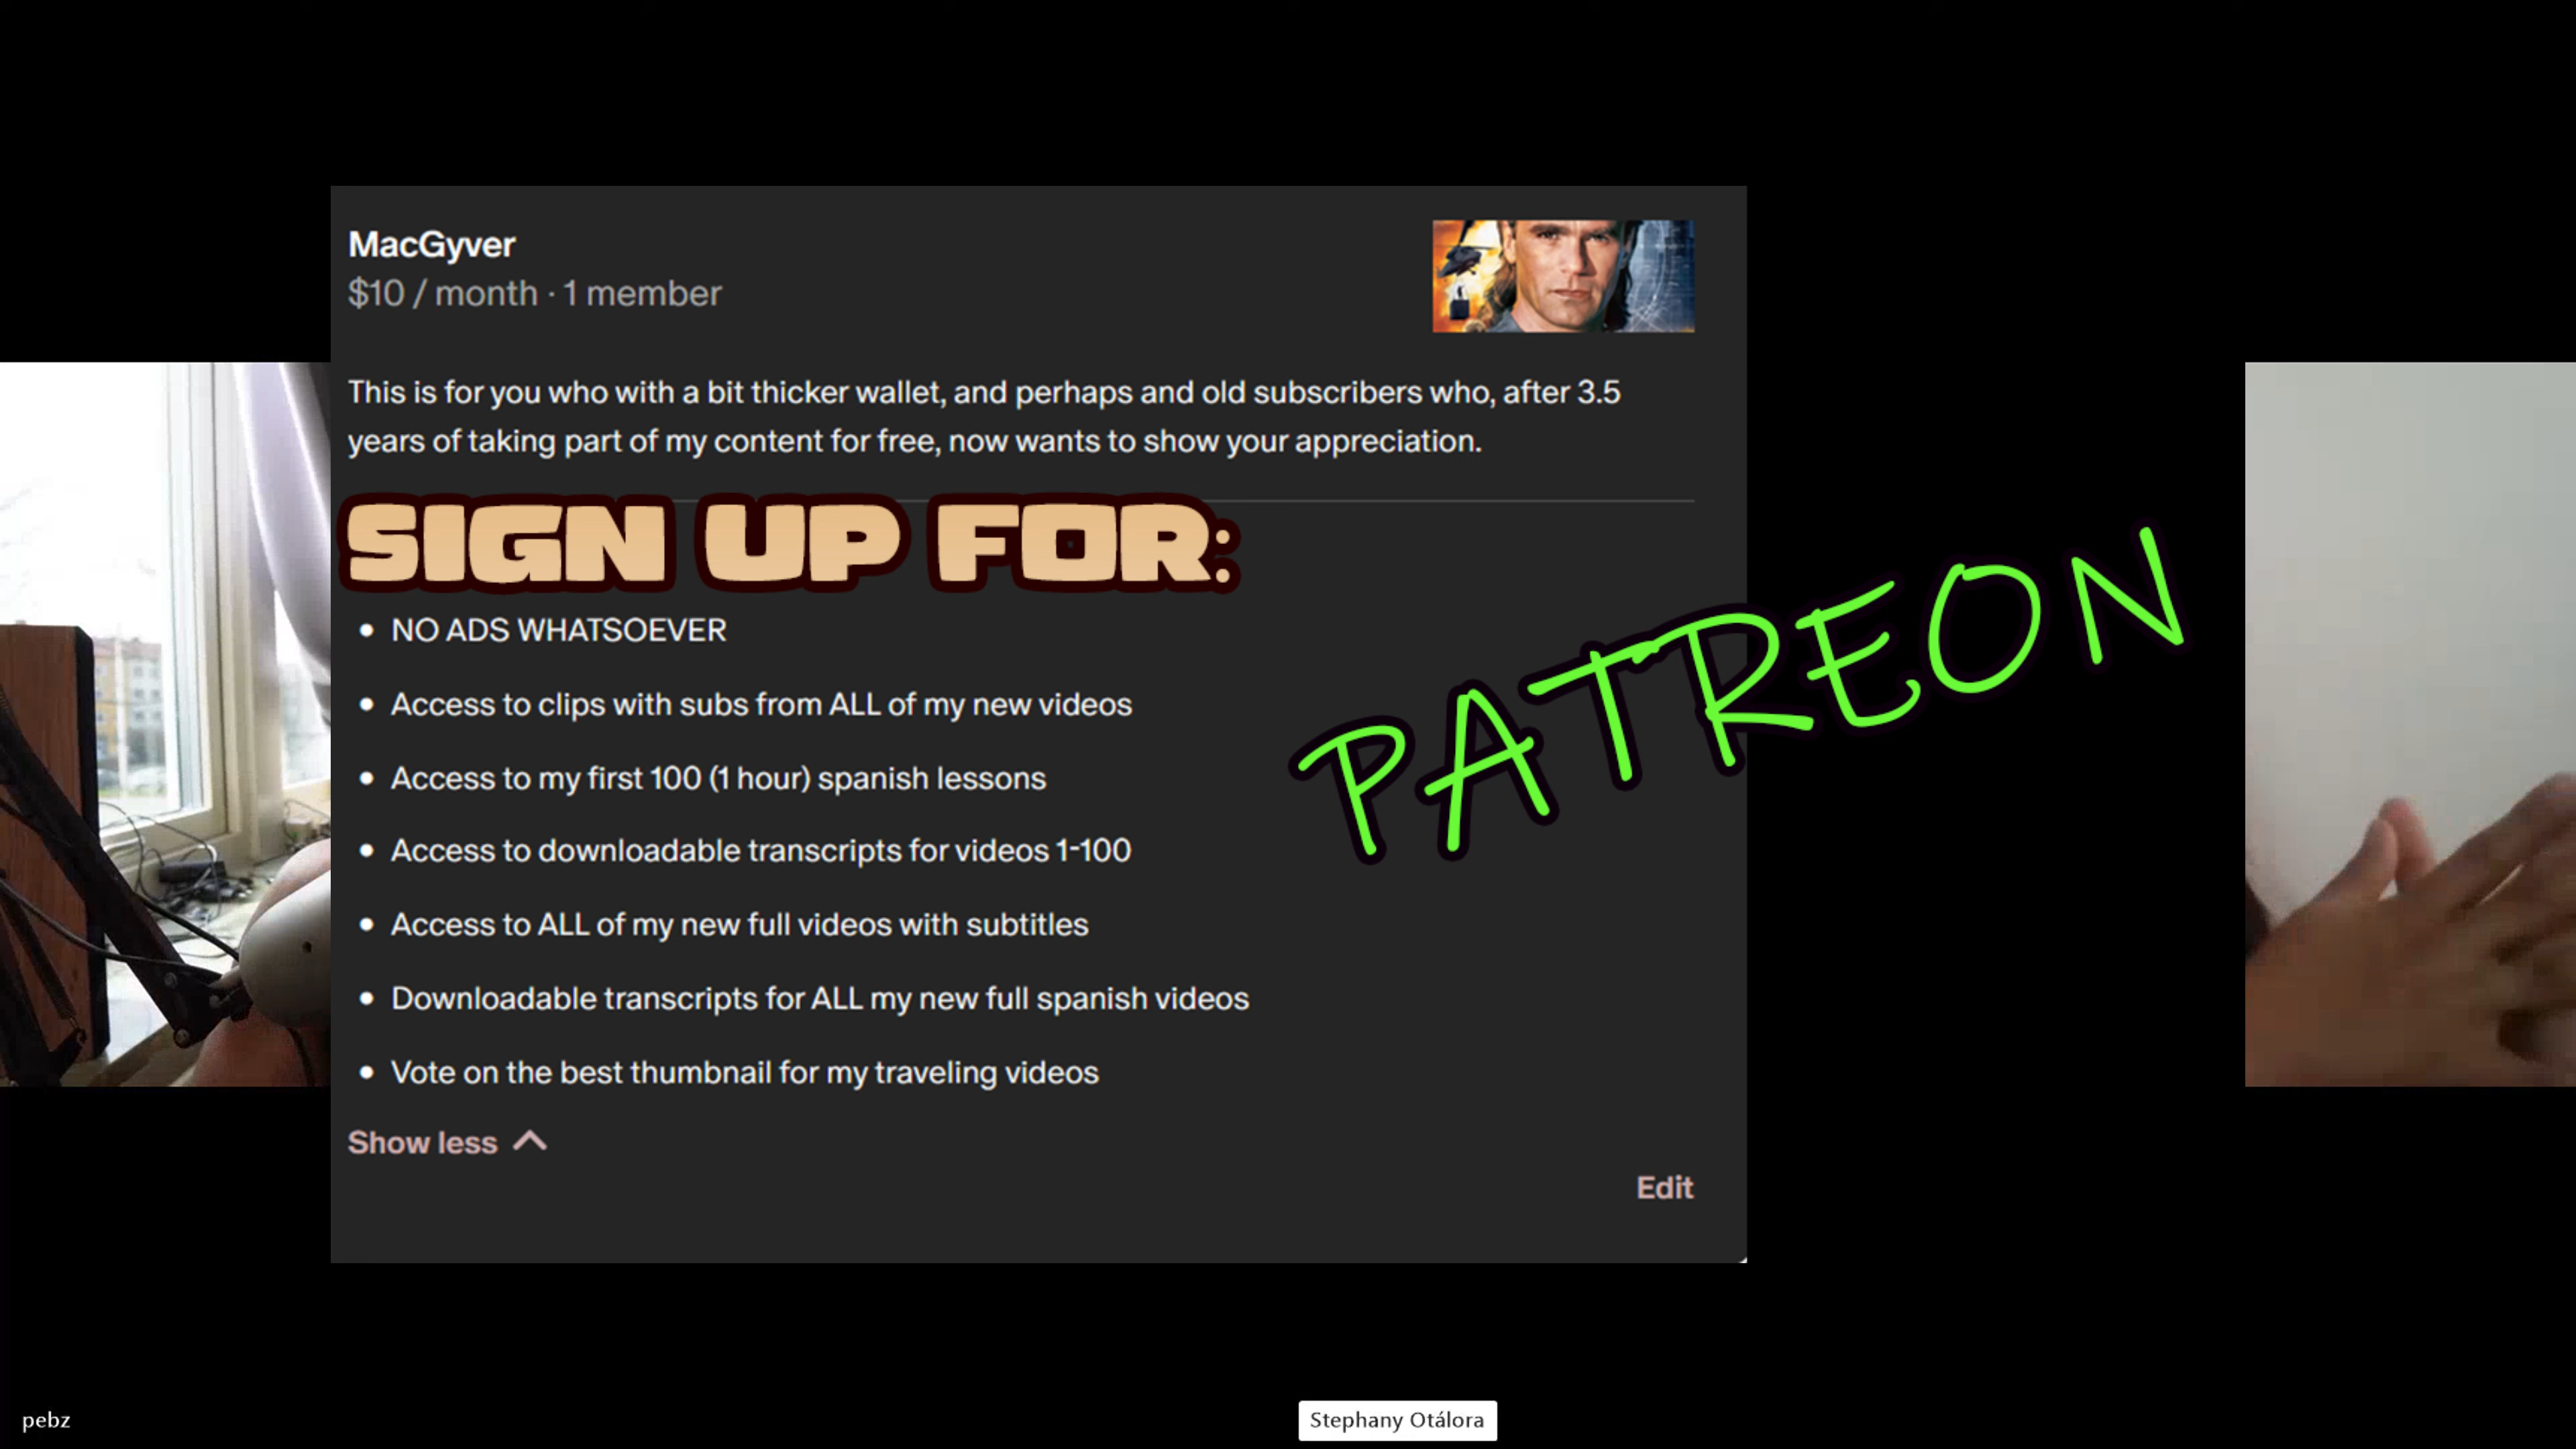 MacGyver
$10 / month · 1 member
This is for you who with a bit thicker wallet, and perhaps and old subscribers who, after 3.5
years of taking part of my content for free, now wants to show your appreciation.
SIGN UP FOR:
• NO ADS WHATSOEVER
• Access to clips with subs from ALL of my new videos
• Access to my first 100 (1 hour) spanish lessons
PATREON
• Access to downloadable transcripts for videos 1-100
• Access to ALL of my new full videos with subtitles
• Downloadable transcripts for ALL my new full spanish videos
• Vote on the best thumbnail for my traveling videos
Show less
Edit
pebz
Stephany Otálora